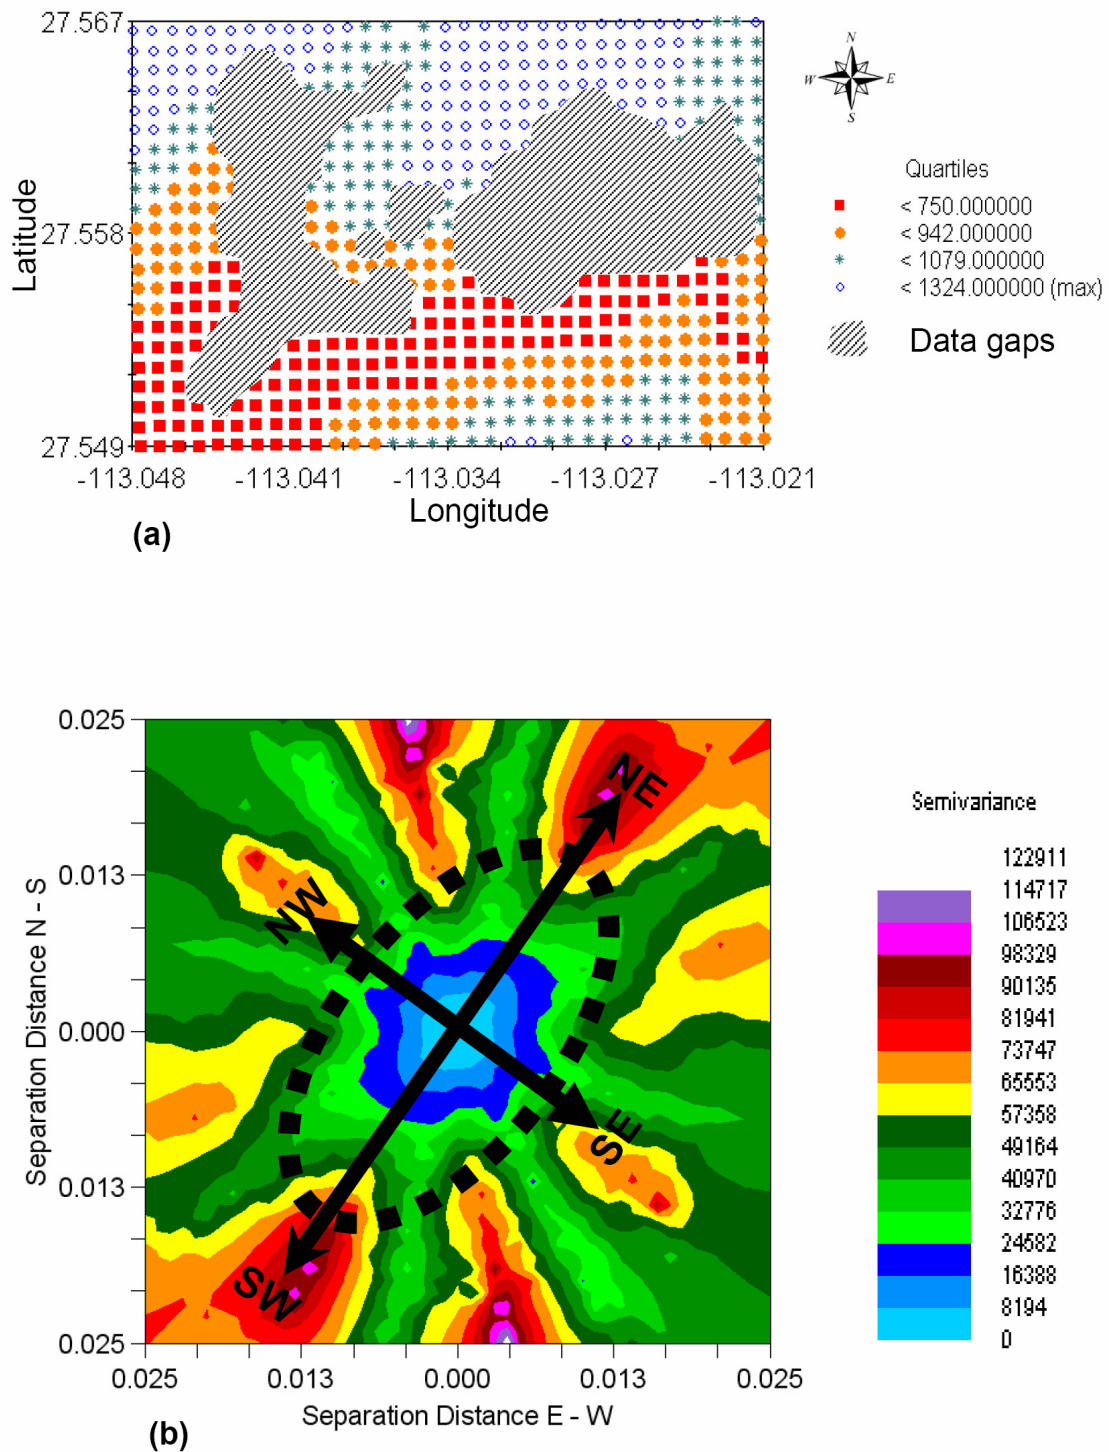 (a)
27.567
27.558
27.549
Latitude
-113.048 -113.041 -113.034 -113.027 -113.021
Longitude
N
W E
S
Quartiles
< 750.000000
< 942.000000
< 1079.000000
< 1324.000000 (max)
Data gaps
0.025
0.013
0.000
0.013
0.025
Separation Distance N - S
NW
NE
SW
SE
0.025 0.013 0.000 0.013 0.025
Separation Distance E - W
(b)
Semivariance
122911
114717
106523
98329
90135
81941
73747
65553
57358
49164
40970
32776
24582
16388
8194
0